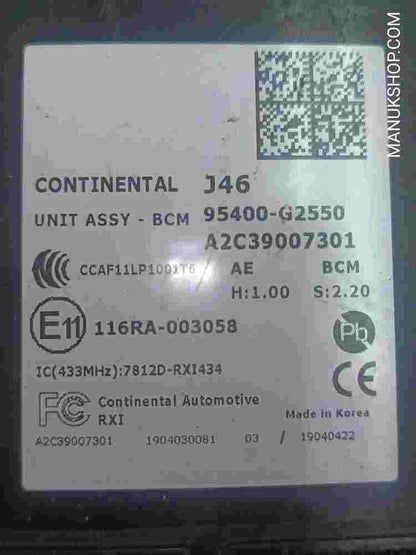 MANUKSHOP.COM
CONTINENTAL J46
UNIT ASSY - BCM 95400-G2550
A2C39007301
CCAF11LP1001T6 AE BCM
H:1.00 S:2.20
E11 116RA-003058
Pb
IC(433MHz):7812D-RXI434
CE
FC Continental Automotive
RXI
Made in Korea
A2C39007301 1904030081 03 / 19040422